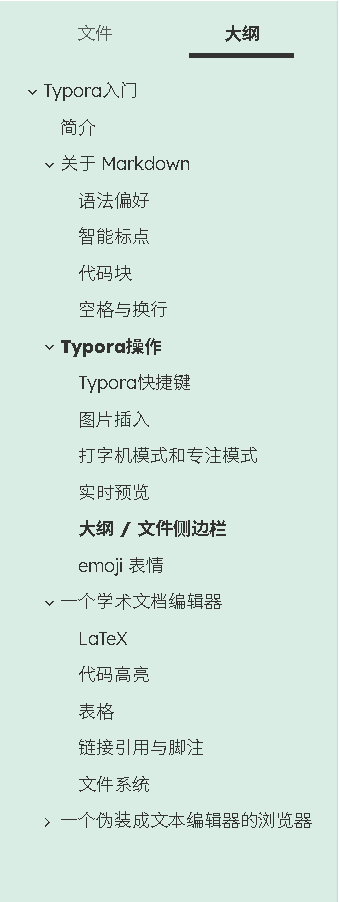 文件 大纲
Typora入门
简介
关于 Markdown
语法偏好
智能标点
代码块
空格与换行
Typora操作
Typora快捷键
图片插入
打字机模式和专注模式
实时预览
大纲 / 文件侧边栏
emoji 表情
一个学术文档编辑器
LaTeX
代码高亮
表格
链接引用与脚注
文件系统
一个伪装成文本编辑器的浏览器